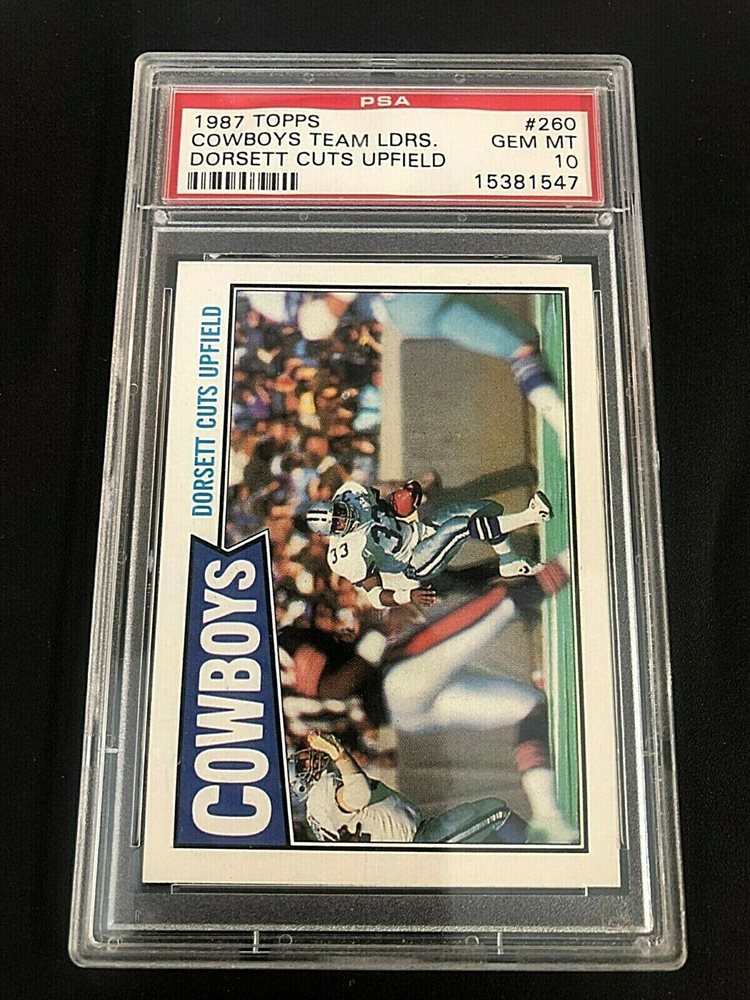 PSA
1987 TOPPS #260
COWBOYS TEAM LDRS. GEM MT
DORSETT CUTS UPFIELD 10
15381547
DORSETT CUTS UPFIELD
COWBOYS
33
33